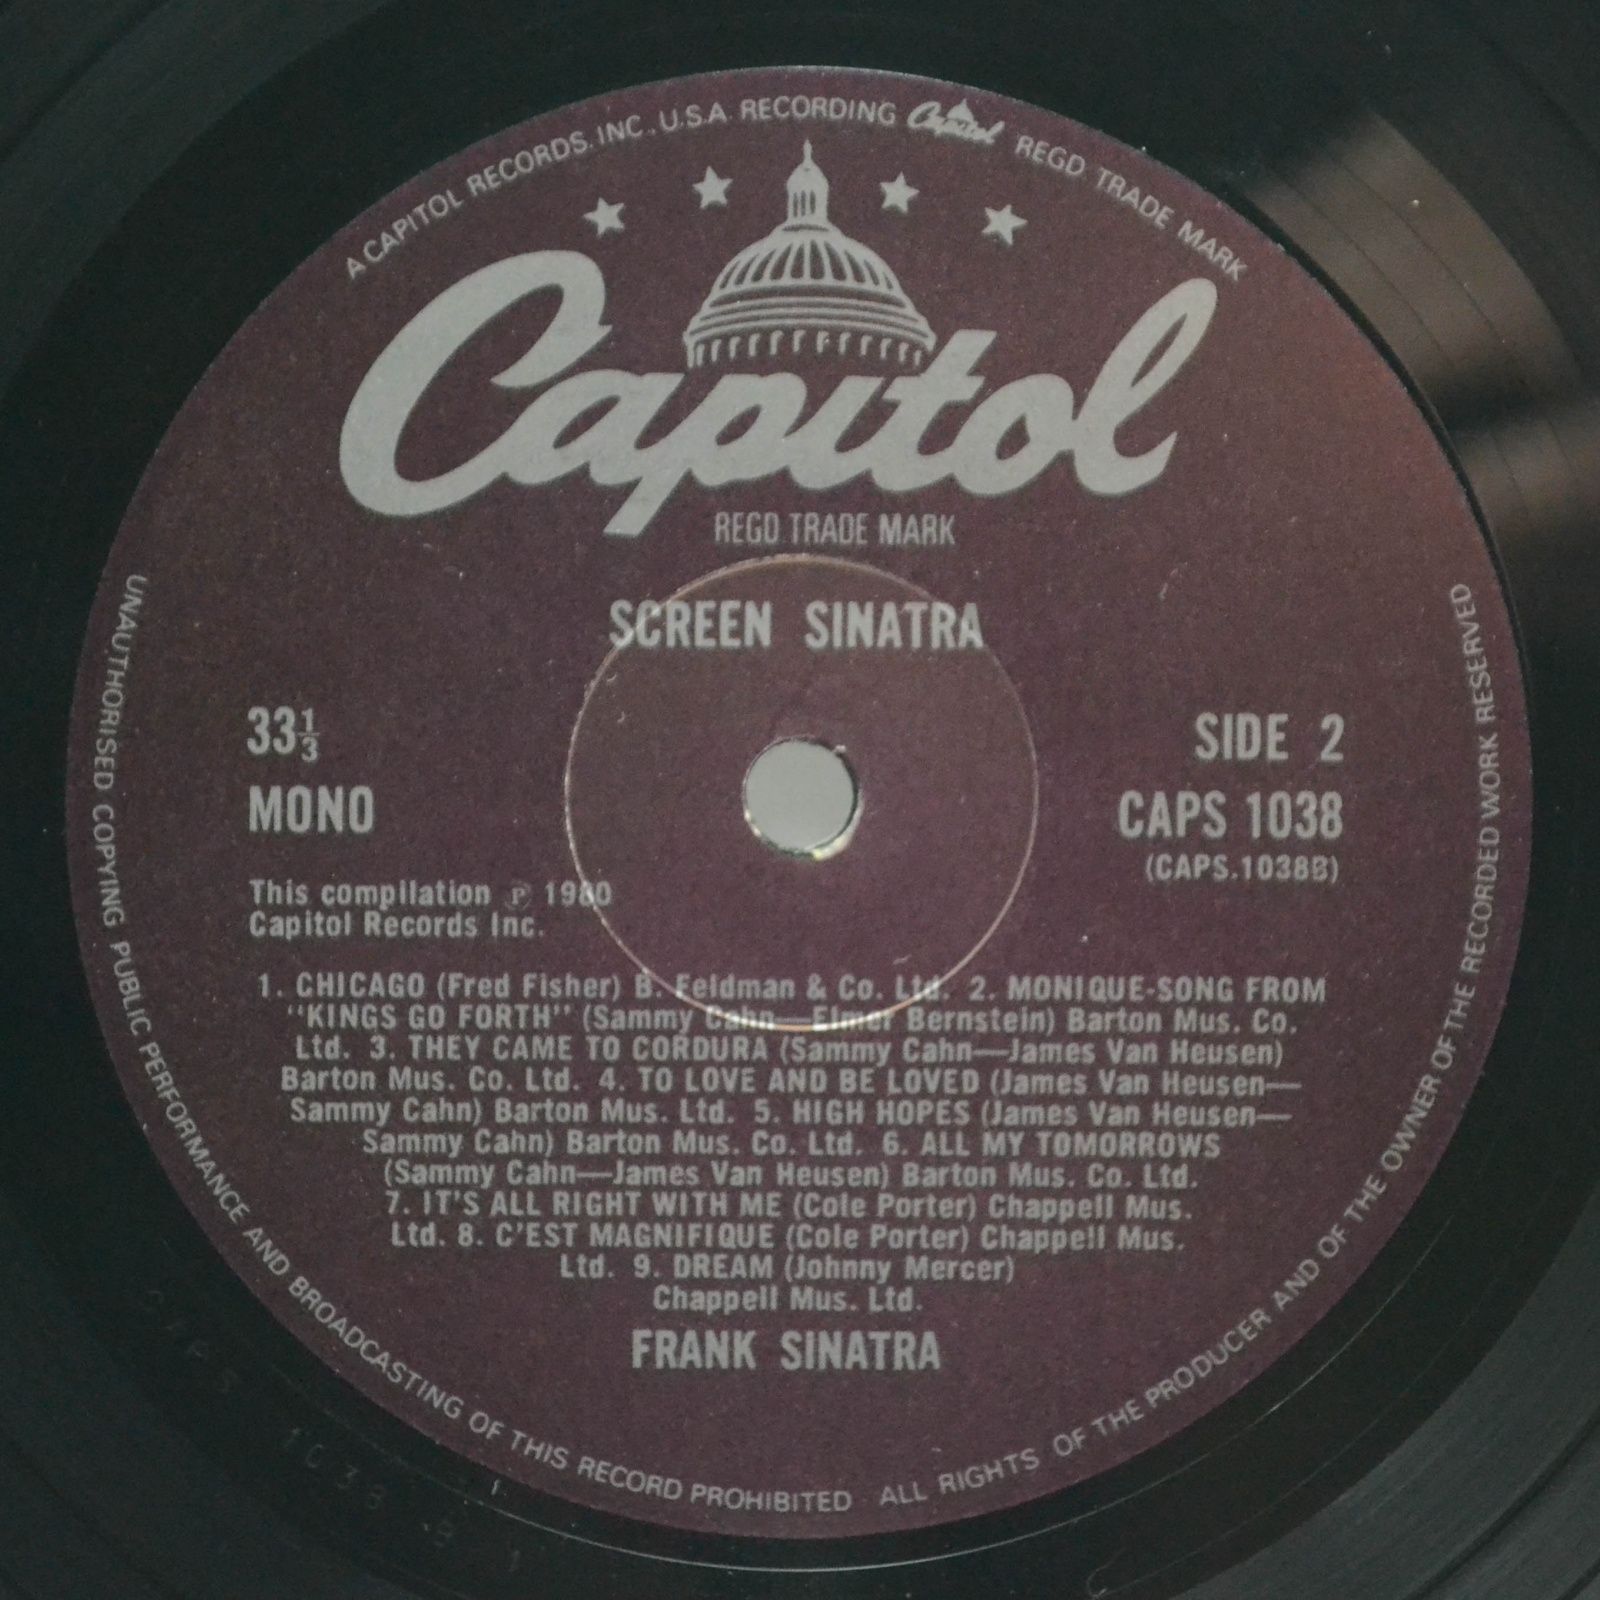 A CAPITOL RECORDS. INC., U.S.A. RECORDING Capitol REGD TRADE MARK
Capitol
REGD TRADE MARK
SCREEN SINATRA
33⅓
MONO
SIDE 2
CAPS 1038
(CAPS.1038B)
This compilation ℗ 1980
Capitol Records Inc.
1. CHICAGO (Fred Fisher) B. Feldman & Co. Ltd. 2. MONIQUE-SONG FROM
"KINGS GO FORTH" (Sammy Cahn—Elmer Bernstein) Barton Mus. Co.
Ltd. 3. THEY CAME TO CORDURA (Sammy Cahn—James Van Heusen)
Barton Mus. Co. Ltd. 4. TO LOVE AND BE LOVED (James Van Heusen—
Sammy Cahn) Barton Mus. Ltd. 5. HIGH HOPES (James Van Heusen—
Sammy Cahn) Barton Mus. Co. Ltd. 6. ALL MY TOMORROWS
(Sammy Cahn—James Van Heusen) Barton Mus. Co. Ltd.
7. IT'S ALL RIGHT WITH ME (Cole Porter) Chappell Mus.
Ltd. 8. C'EST MAGNIFIQUE (Cole Porter) Chappell Mus.
Ltd. 9. DREAM (Johnny Mercer)
Chappell Mus. Ltd.
FRANK SINATRA
UNAUTHORISED COPYING PUBLIC PERFORMANCE AND BROADCASTING OF THIS RECORD PROHIBITED ALL RIGHTS OF THE PRODUCER AND OF THE OWNER OF THE RECORDED WORK RESERVED